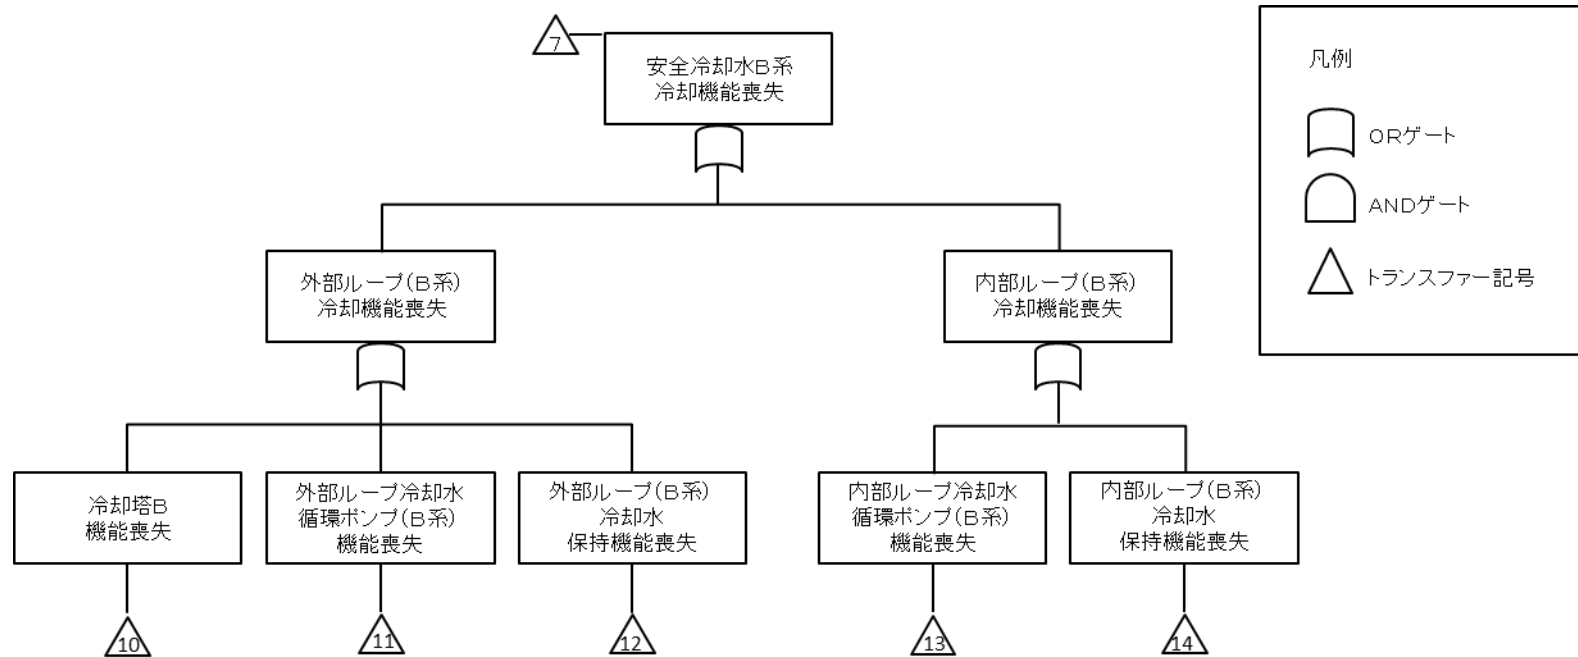 7
安全冷却水B系
冷却機能喪失
凡例
ORゲート
ANDゲート
トランスファー記号
外部ループ(B系)
冷却機能喪失
内部ループ(B系)
冷却機能喪失
冷却塔B
機能喪失
外部ループ冷却水
循環ポンプ(B系)
機能喪失
外部ループ(B系)
冷却水
保持機能喪失
内部ループ冷却水
循環ポンプ(B系)
機能喪失
内部ループ(B系)
冷却水
保持機能喪失
10
11
12
13
14